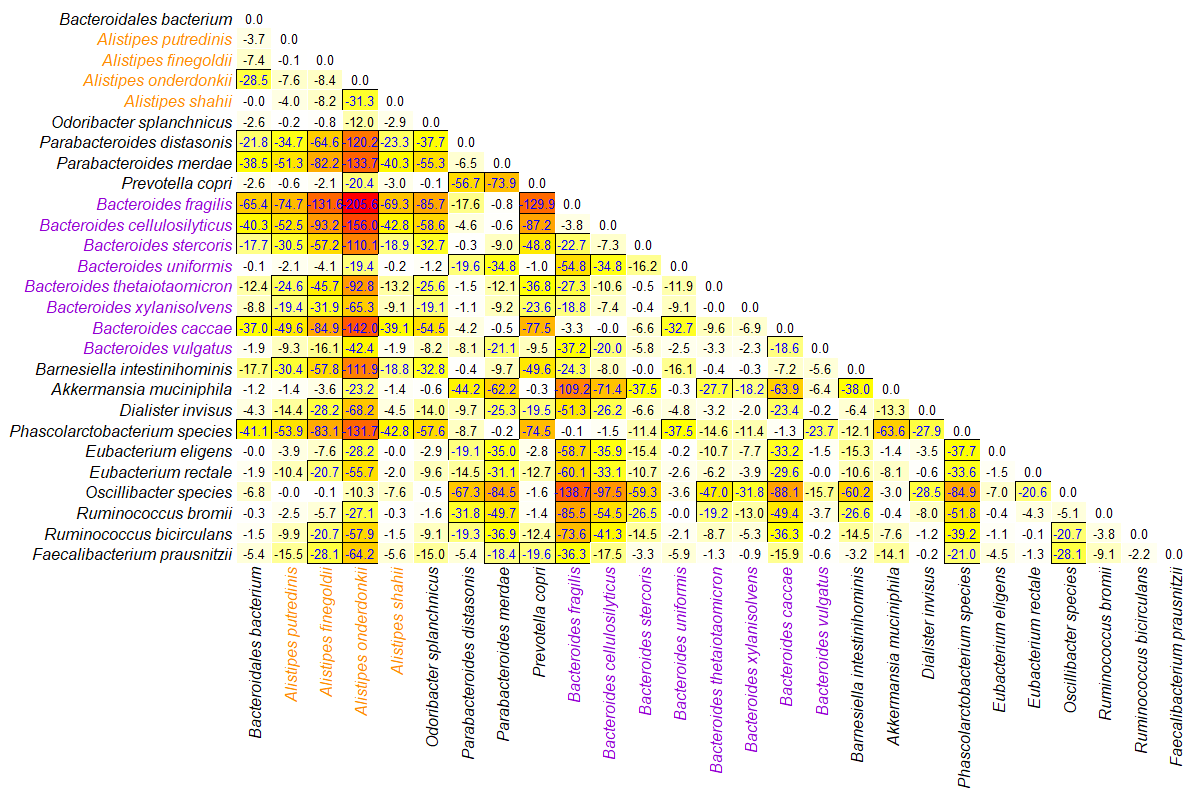 Bacteroidales bacterium 0.0
Alistipes putredinis -3.7 0.0
Alistipes finegoldii -7.4 -0.1 0.0
Alistipes onderdonkii -28.5 -7.6 -8.4 0.0
Alistipes shahii -0.0 -4.0 -8.2 -31.3 0.0
Odoribacter splanchnicus -2.6 -0.2 -0.8 -12.0 -2.9 0.0
Parabacteroides distasonis -21.8 -34.7 -64.6 -120.2 -23.3 -37.7 0.0
Parabacteroides merdae -38.5 -51.3 -82.2 -133.7 -40.3 -55.3 -6.5 0.0
Prevotella copri -2.6 -0.6 -2.1 -20.4 -3.0 -0.1 -56.7 -73.9 0.0
Bacteroides fragilis -65.4 -74.7 -131.6 -205.6 -69.3 -85.7 -17.6 -0.8 -129.9 0.0
Bacteroides cellulosilyticus -40.3 -52.5 -93.2 -156.0 -42.8 -58.6 -4.6 -0.6 -87.2 -3.8 0.0
Bacteroides stercoris -17.7 -30.5 -57.2 -110.1 -18.9 -32.7 -0.3 -9.0 -48.8 -22.7 -7.3 0.0
Bacteroides uniformis -0.1 -2.1 -4.1 -19.4 -0.2 -1.2 -19.6 -34.8 -1.0 -54.8 -34.8 -16.2 0.0
Bacteroides thetaiotaomicron -12.4 -24.6 -45.7 -92.8 -13.2 -25.6 -1.5 -12.1 -36.8 -27.3 -10.6 -0.5 -11.9 0.0
Bacteroides xylanisolvens -8.8 -19.4 -31.9 -65.3 -9.1 -19.1 -1.1 -9.2 -23.6 -18.8 -7.4 -0.4 -9.1 -0.0 0.0
Bacteroides caccae -37.0 -49.6 -84.9 -142.0 -39.1 -54.5 -4.2 -0.5 -77.5 -3.3 -0.0 -6.6 -32.7 -9.6 -6.9 0.0
Bacteroides vulgatus -1.9 -9.3 -16.1 -42.4 -1.9 -8.2 -8.1 -21.1 -9.5 -37.2 -20.0 -5.8 -2.5 -3.3 -2.3 -18.6 0.0
Barnesiella intestinihominis -17.7 -30.4 -57.8 -111.9 -18.8 -32.8 -0.4 -9.7 -49.6 -24.3 -8.0 -0.0 -16.1 -0.4 -0.3 -7.2 -5.6 0.0
Akkermansia muciniphila -1.2 -1.4 -3.6 -23.2 -1.4 -0.6 -44.2 -62.2 -0.3 -109.2 -71.4 -37.5 -0.3 -27.7 -18.2 -63.9 -6.4 -38.0 0.0
Dialister invisus -4.3 -14.4 -28.2 -68.2 -4.5 -14.0 -9.7 -25.3 -19.5 -51.3 -26.2 -6.6 -4.8 -3.2 -2.0 -23.4 -0.2 -6.4 -13.3 0.0
Phascolarctobacterium species -41.1 -53.9 -83.1 -131.7 -42.8 -57.6 -8.7 -0.2 -74.5 -0.1 -1.5 -11.4 -37.5 -14.6 -11.4 -1.3 -23.7 -12.1 -63.6 -27.9 0.0
Eubacterium eligens -0.0 -3.9 -7.6 -28.2 -0.0 -2.9 -19.1 -35.0 -2.8 -58.7 -35.9 -15.4 -0.2 -10.7 -7.7 -33.2 -1.5 -15.3 -1.4 -3.5 -37.7 0.0
Eubacterium rectale -1.9 -10.4 -20.7 -55.7 -2.0 -9.6 -14.5 -31.1 -12.7 -60.1 -33.1 -10.7 -2.6 -6.2 -3.9 -29.6 -0.0 -10.6 -8.1 -0.6 -33.6 -1.5 0.0
Oscillibacter species -6.8 -0.0 -0.1 -10.3 -7.6 -0.5 -67.3 -84.5 -1.6 -138.7 -97.5 -59.3 -3.6 -47.0 -31.8 -88.1 -15.7 -60.2 -3.0 -28.5 -84.9 -7.0 -20.6 0.0
Ruminococcus bromii -0.3 -2.5 -5.7 -27.1 -0.3 -1.6 -31.8 -49.7 -1.4 -85.5 -54.5 -26.5 -0.0 -19.2 -13.0 -49.4 -3.7 -26.6 -0.4 -8.0 -51.8 -0.4 -4.3 -5.1 0.0
Ruminococcus bicirculans -1.5 -9.9 -20.7 -57.9 -1.6 -9.1 -19.3 -36.9 -12.4 -73.6 -41.3 -14.5 -2.1 -8.7 -5.3 -36.3 -0.2 -14.5 -7.6 -1.2 -39.2 -1.1 -0.1 -20.7 -3.8 0.0
Faecalibacterium prausnitzii -5.4 -15.5 -28.1 -64.2 -5.6 -15.0 -5.4 -18.4 -19.6 -36.3 -17.5 -3.3 -5.9 -1.3 -0.9 -15.9 -0.6 -3.2 -14.1 -0.2 -21.0 -4.5 -1.3 -28.1 -9.1 -2.2 0.0
Bacteroidales bacterium
Alistipes putredinis
Alistipes finegoldii
Alistipes onderdonkii
Alistipes shahii
Odoribacter splanchnicus
Parabacteroides distasonis
Parabacteroides merdae
Prevotella copri
Bacteroides fragilis
Bacteroides cellulosilyticus
Bacteroides stercoris
Bacteroides uniformis
Bacteroides thetaiotaomicron
Bacteroides xylanisolvens
Bacteroides caccae
Bacteroides vulgatus
Barnesiella intestinihominis
Akkermansia muciniphila
Dialister invisus
Phascolarctobacterium species
Eubacterium eligens
Eubacterium rectale
Oscillibacter species
Ruminococcus bromii
Ruminococcus bicirculans
Faecalibacterium prausnitzii